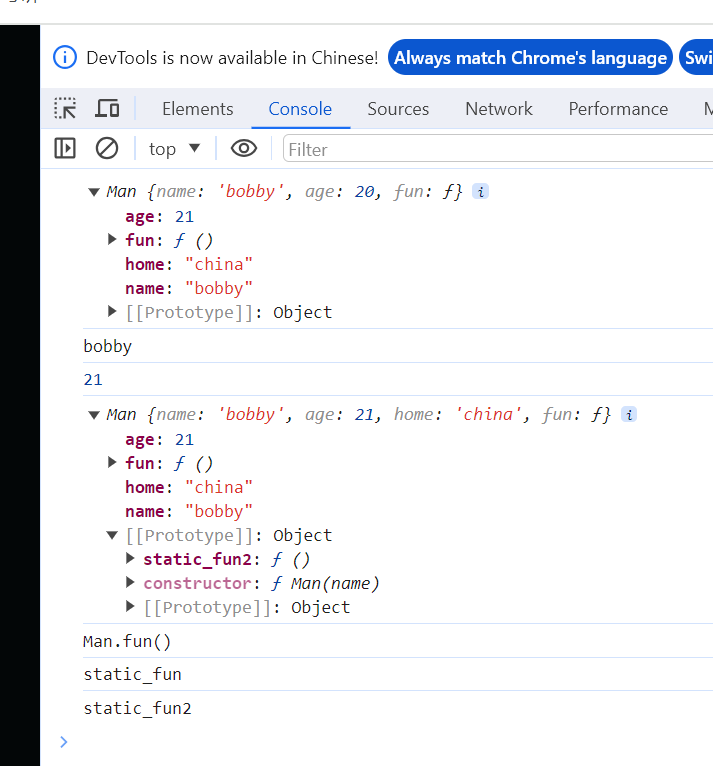 DevTools is now available in Chinese! Always match Chrome's language Swi
Elements Console Sources Network Performance
top ▼ Filter
▼ Man {name: 'bobby', age: 20, fun: ƒ} i
age: 21
▶ fun: ƒ ()
home: "china"
name: "bobby"
▶ [[Prototype]]: Object
bobby
21
▼ Man {name: 'bobby', age: 21, home: 'china', fun: ƒ} i
age: 21
▶ fun: ƒ ()
home: "china"
name: "bobby"
▼ [[Prototype]]: Object
▶ static_fun2: ƒ ()
▶ constructor: ƒ Man(name)
▶ [[Prototype]]: Object
Man.fun()
static_fun
static_fun2